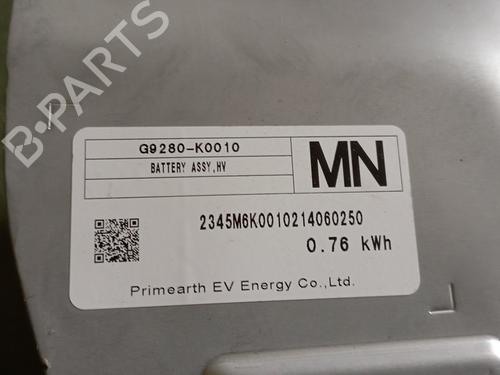 B-PARTS
G9280-K0010
BATTERY ASSY,HV
MN
2345M6K0010214060250
0.76 kWh
Primearth EV Energy Co.,Ltd.